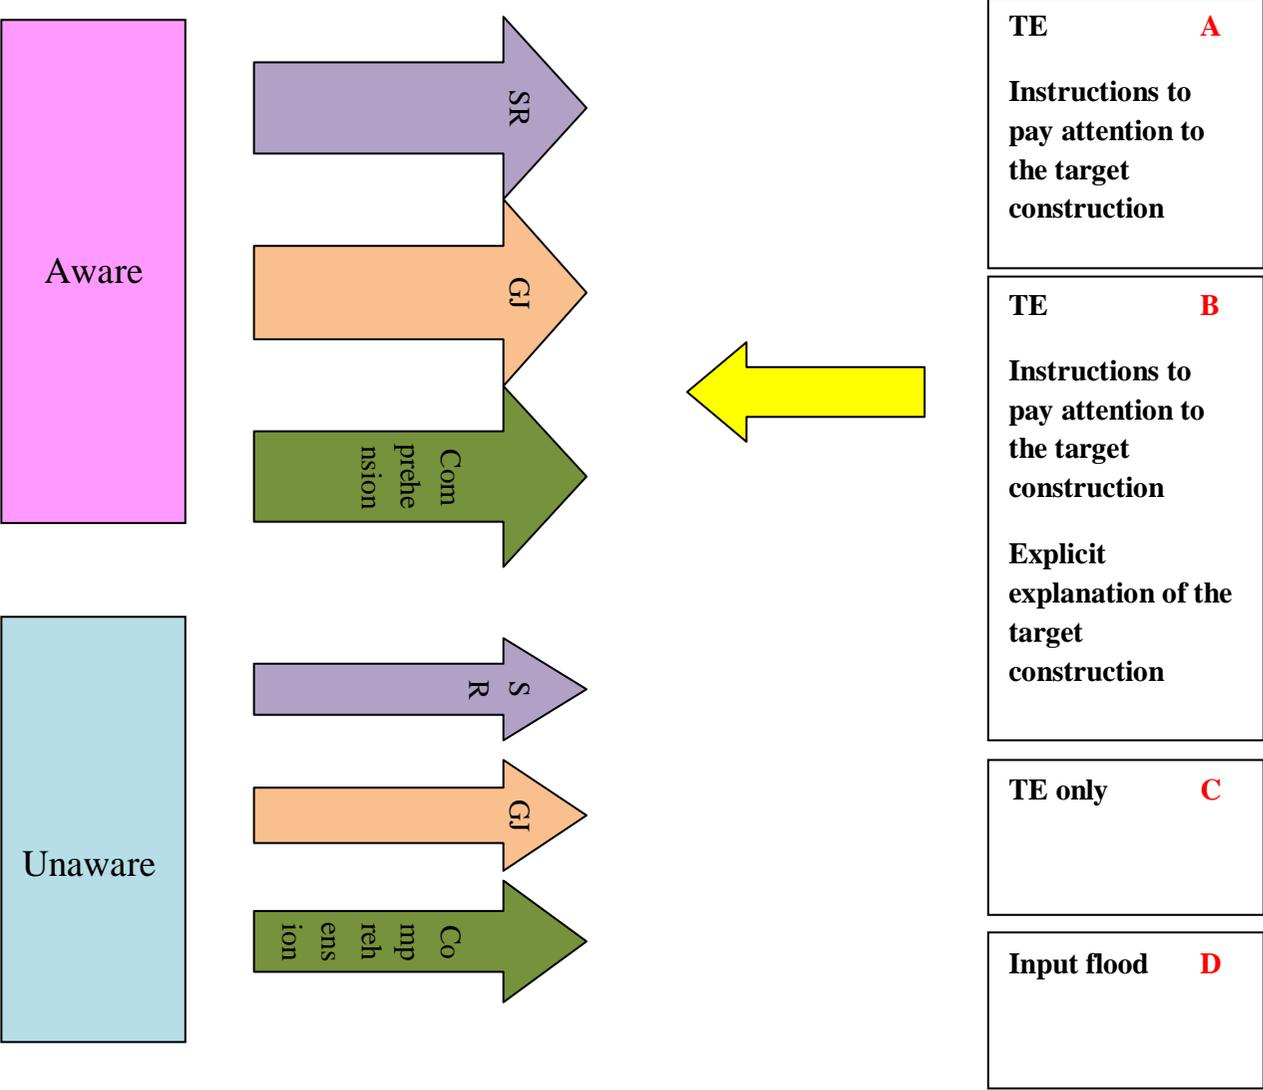 Aware
SR
GJ
Com
prehe
nsion
Unaware
S
R
GJ
Co
mp
reh
ens
ion
TE A
Instructions to
pay attention to
the target
construction
TE B
Instructions to
pay attention to
the target
construction
Explicit
explanation of the
target
construction
TE only C
Input flood D